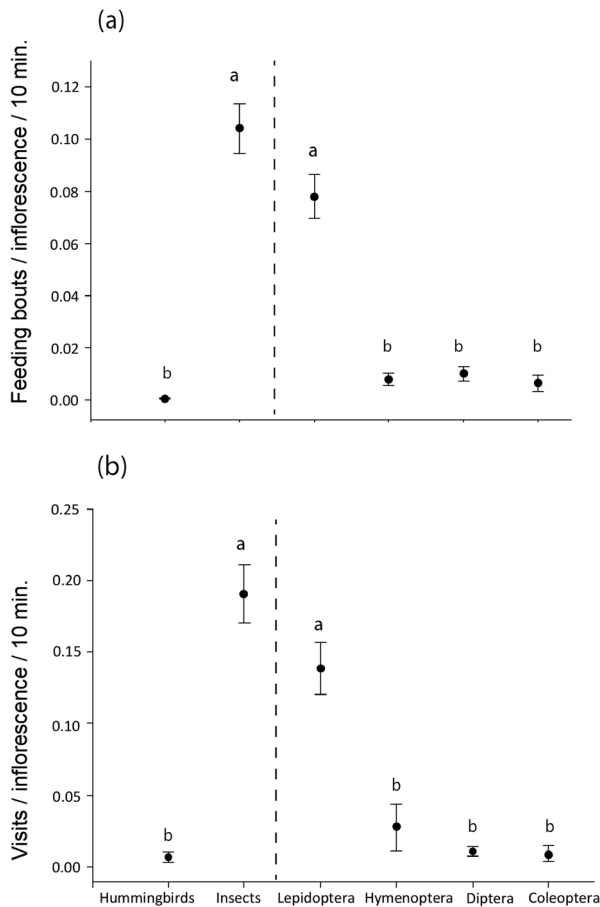 (a)
Feeding bouts / inflorescence / 10 min.
0.12
0.10
0.08
0.06
0.04
0.02
0.00
b
a
a
b
b
b
(b)
Visits / inflorescence / 10 min.
0.25
0.20
0.15
0.10
0.05
0.00
b
a
a
b
b
b
Hummingbirds Insects Lepidoptera Hymenoptera Diptera Coleoptera